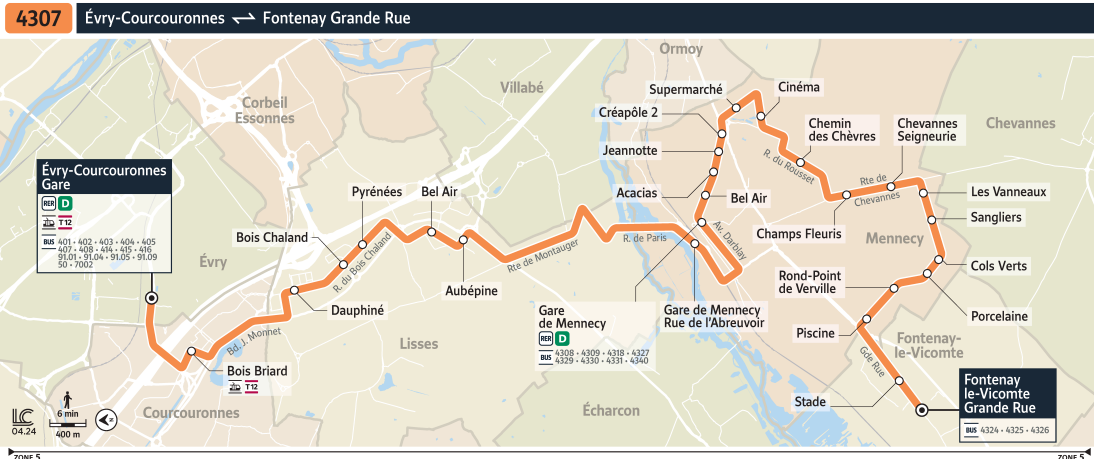 4307
Évry-Courcouronnes ⇌ Fontenay Grande Rue
Ormoy
Corbeil
Essonnes
Villabé
Chevannes
Évry
Lisses
Courcouronnes
Écharcon
Mennecy
Fontenay-
le-Vicomte
Évry-Courcouronnes
Gare
RER D
T12
BUS 401 • 402 • 403 • 404 • 405
407 • 408 • 414 • 415 • 416
91.01 • 91.04 • 91.05 • 91.09
50 • 7002
Bois Briard
T12
Bd. J. Monnet
Dauphiné
Bois Chaland
R. du Bois Chaland
Pyrénées
Bel Air
Aubépine
Rte de Montauger
R. de Paris
Gare
de Mennecy
RER D
BUS 4308 • 4309 • 4318 • 4327
4329 • 4330 • 4331 • 4340
Gare de Mennecy
Rue de l'Abreuvoir
Av. Darblay
Bel Air
Acacias
Jeannotte
Créapôle 2
Supermarché
Cinéma
Chemin
des Chèvres
R. du Rousset
Champs Fleuris
Rte de
Chevannes
Chevannes
Seigneurie
Les Vanneaux
Sangliers
Cols Verts
Porcelaine
Rond-Point
de Verville
Piscine
Gde Rue
Stade
Fontenay
le-Vicomte
Grande Rue
BUS 4324 • 4325 • 4326
LC
04.24
6 min
400 m
ZONE 5
ZONE 5